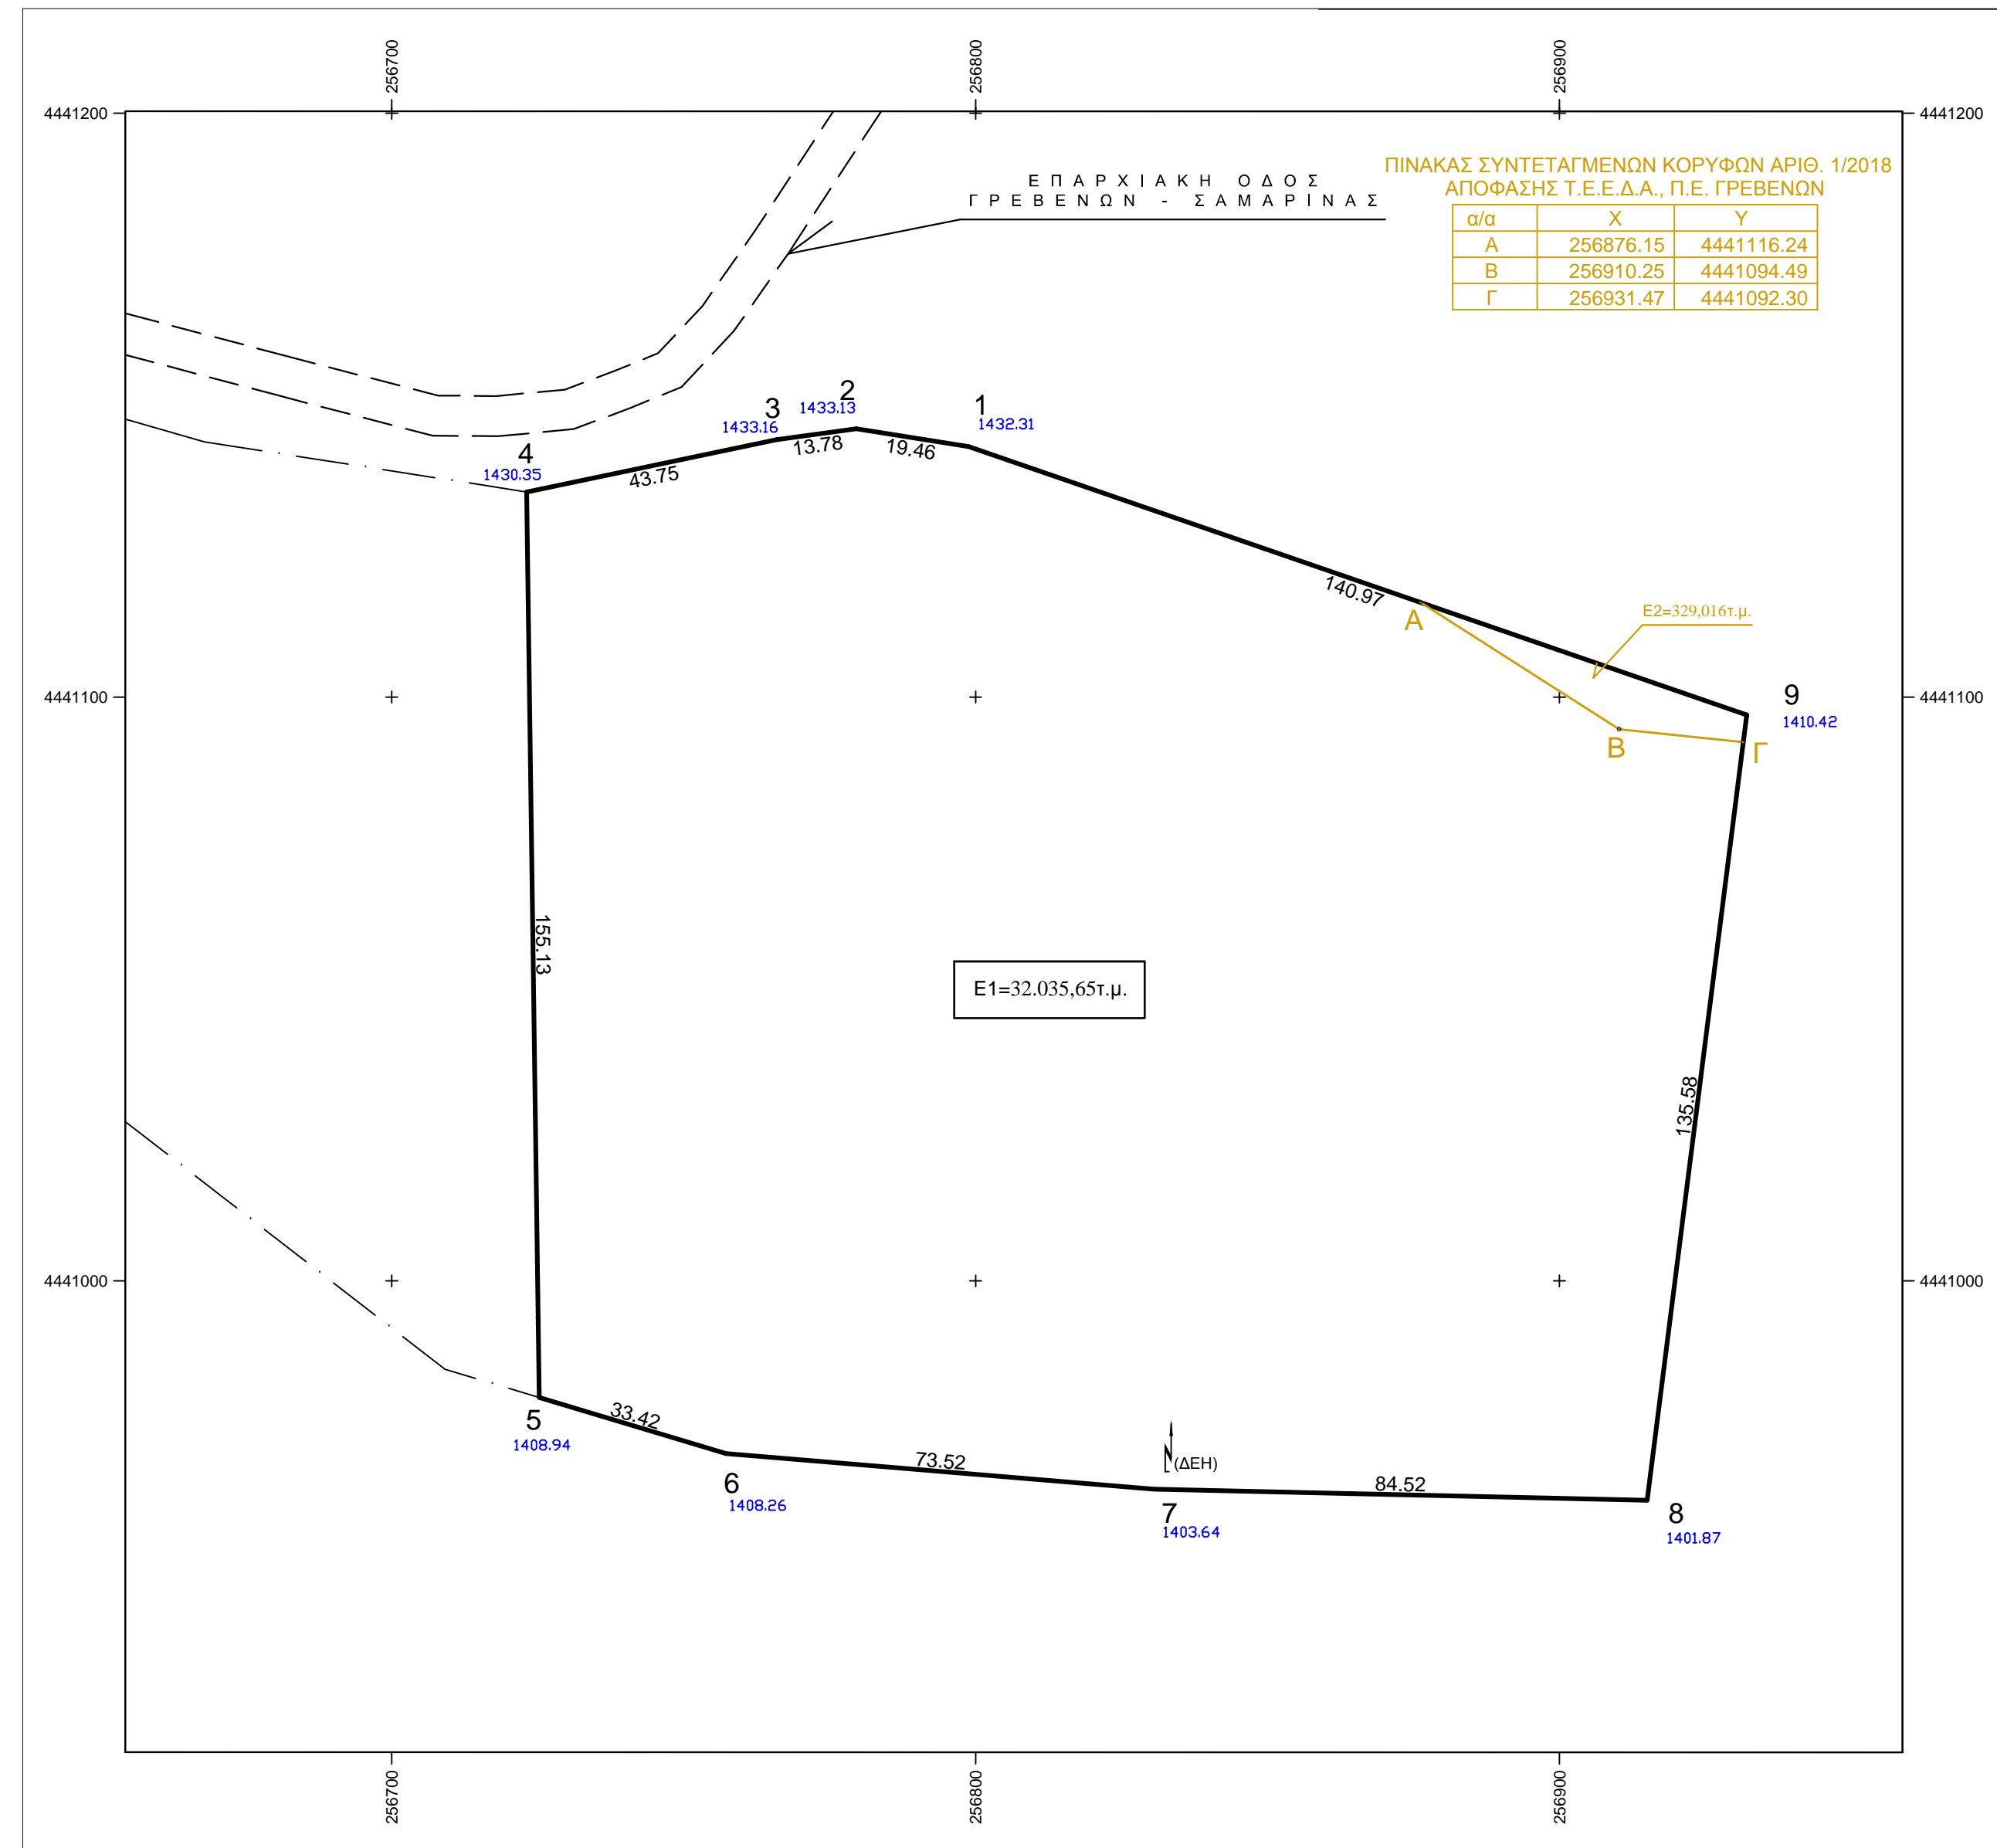 256700
256800
256900
4441200
4441200
ΠΙΝΑΚΑΣ ΣΥΝΤΕΤΑΓΜΕΝΩΝ ΚΟΡΥΦΩΝ ΑΡΙΘ. 1/2018
ΑΠΟΦΑΣΗΣ Τ.Ε.Ε.Δ.Α., Π.Ε. ΓΡΕΒΕΝΩΝ
α/α Χ Υ
Α 256876.15 4441116.24
Β 256910.25 4441094.49
Γ 256931.47 4441092.30
ΕΠΑΡΧΙΑΚΗ ΟΔΟΣ
ΓΡΕΒΕΝΩΝ - ΣΑΜΑΡΙΝΑΣ
2
1433.13
3
1433.16
1
1432.31
4
1430.35
13.78
19.46
43.75
140.97
Α
Ε2=329,016τ.μ.
4441100
4441100
9
1410.42
Β
Γ
155.13
Ε1=32.035,65τ.μ.
135.58
4441000
4441000
5
1408.94
33.42
6
1408.26
73.52
(ΔΕΗ)
7
1403.64
84.52
8
1401.87
256700
256800
256900